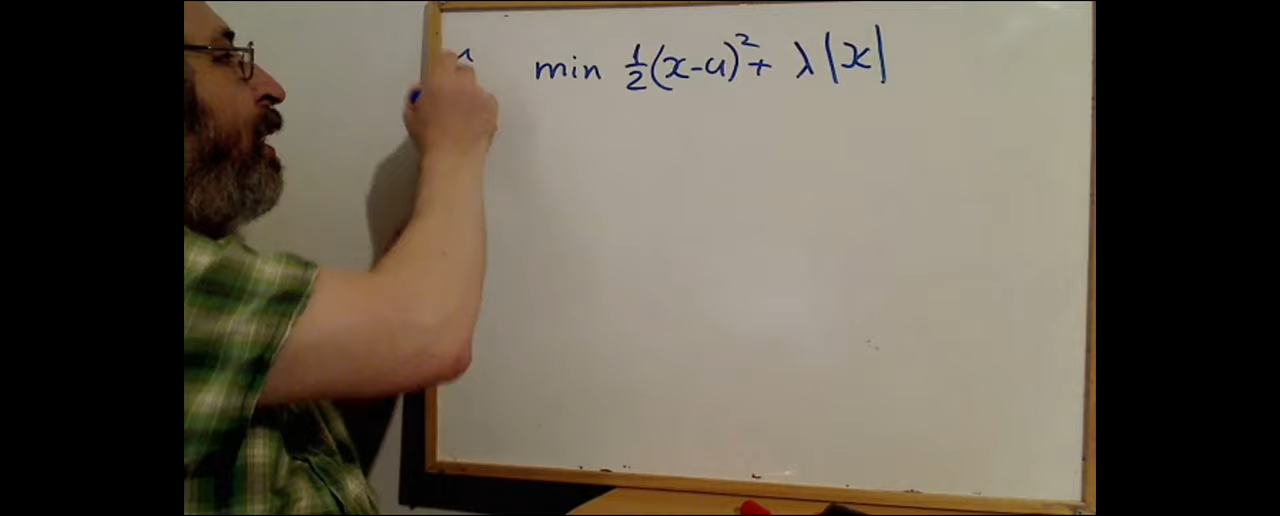 min ½(x-u)² + λ|x|